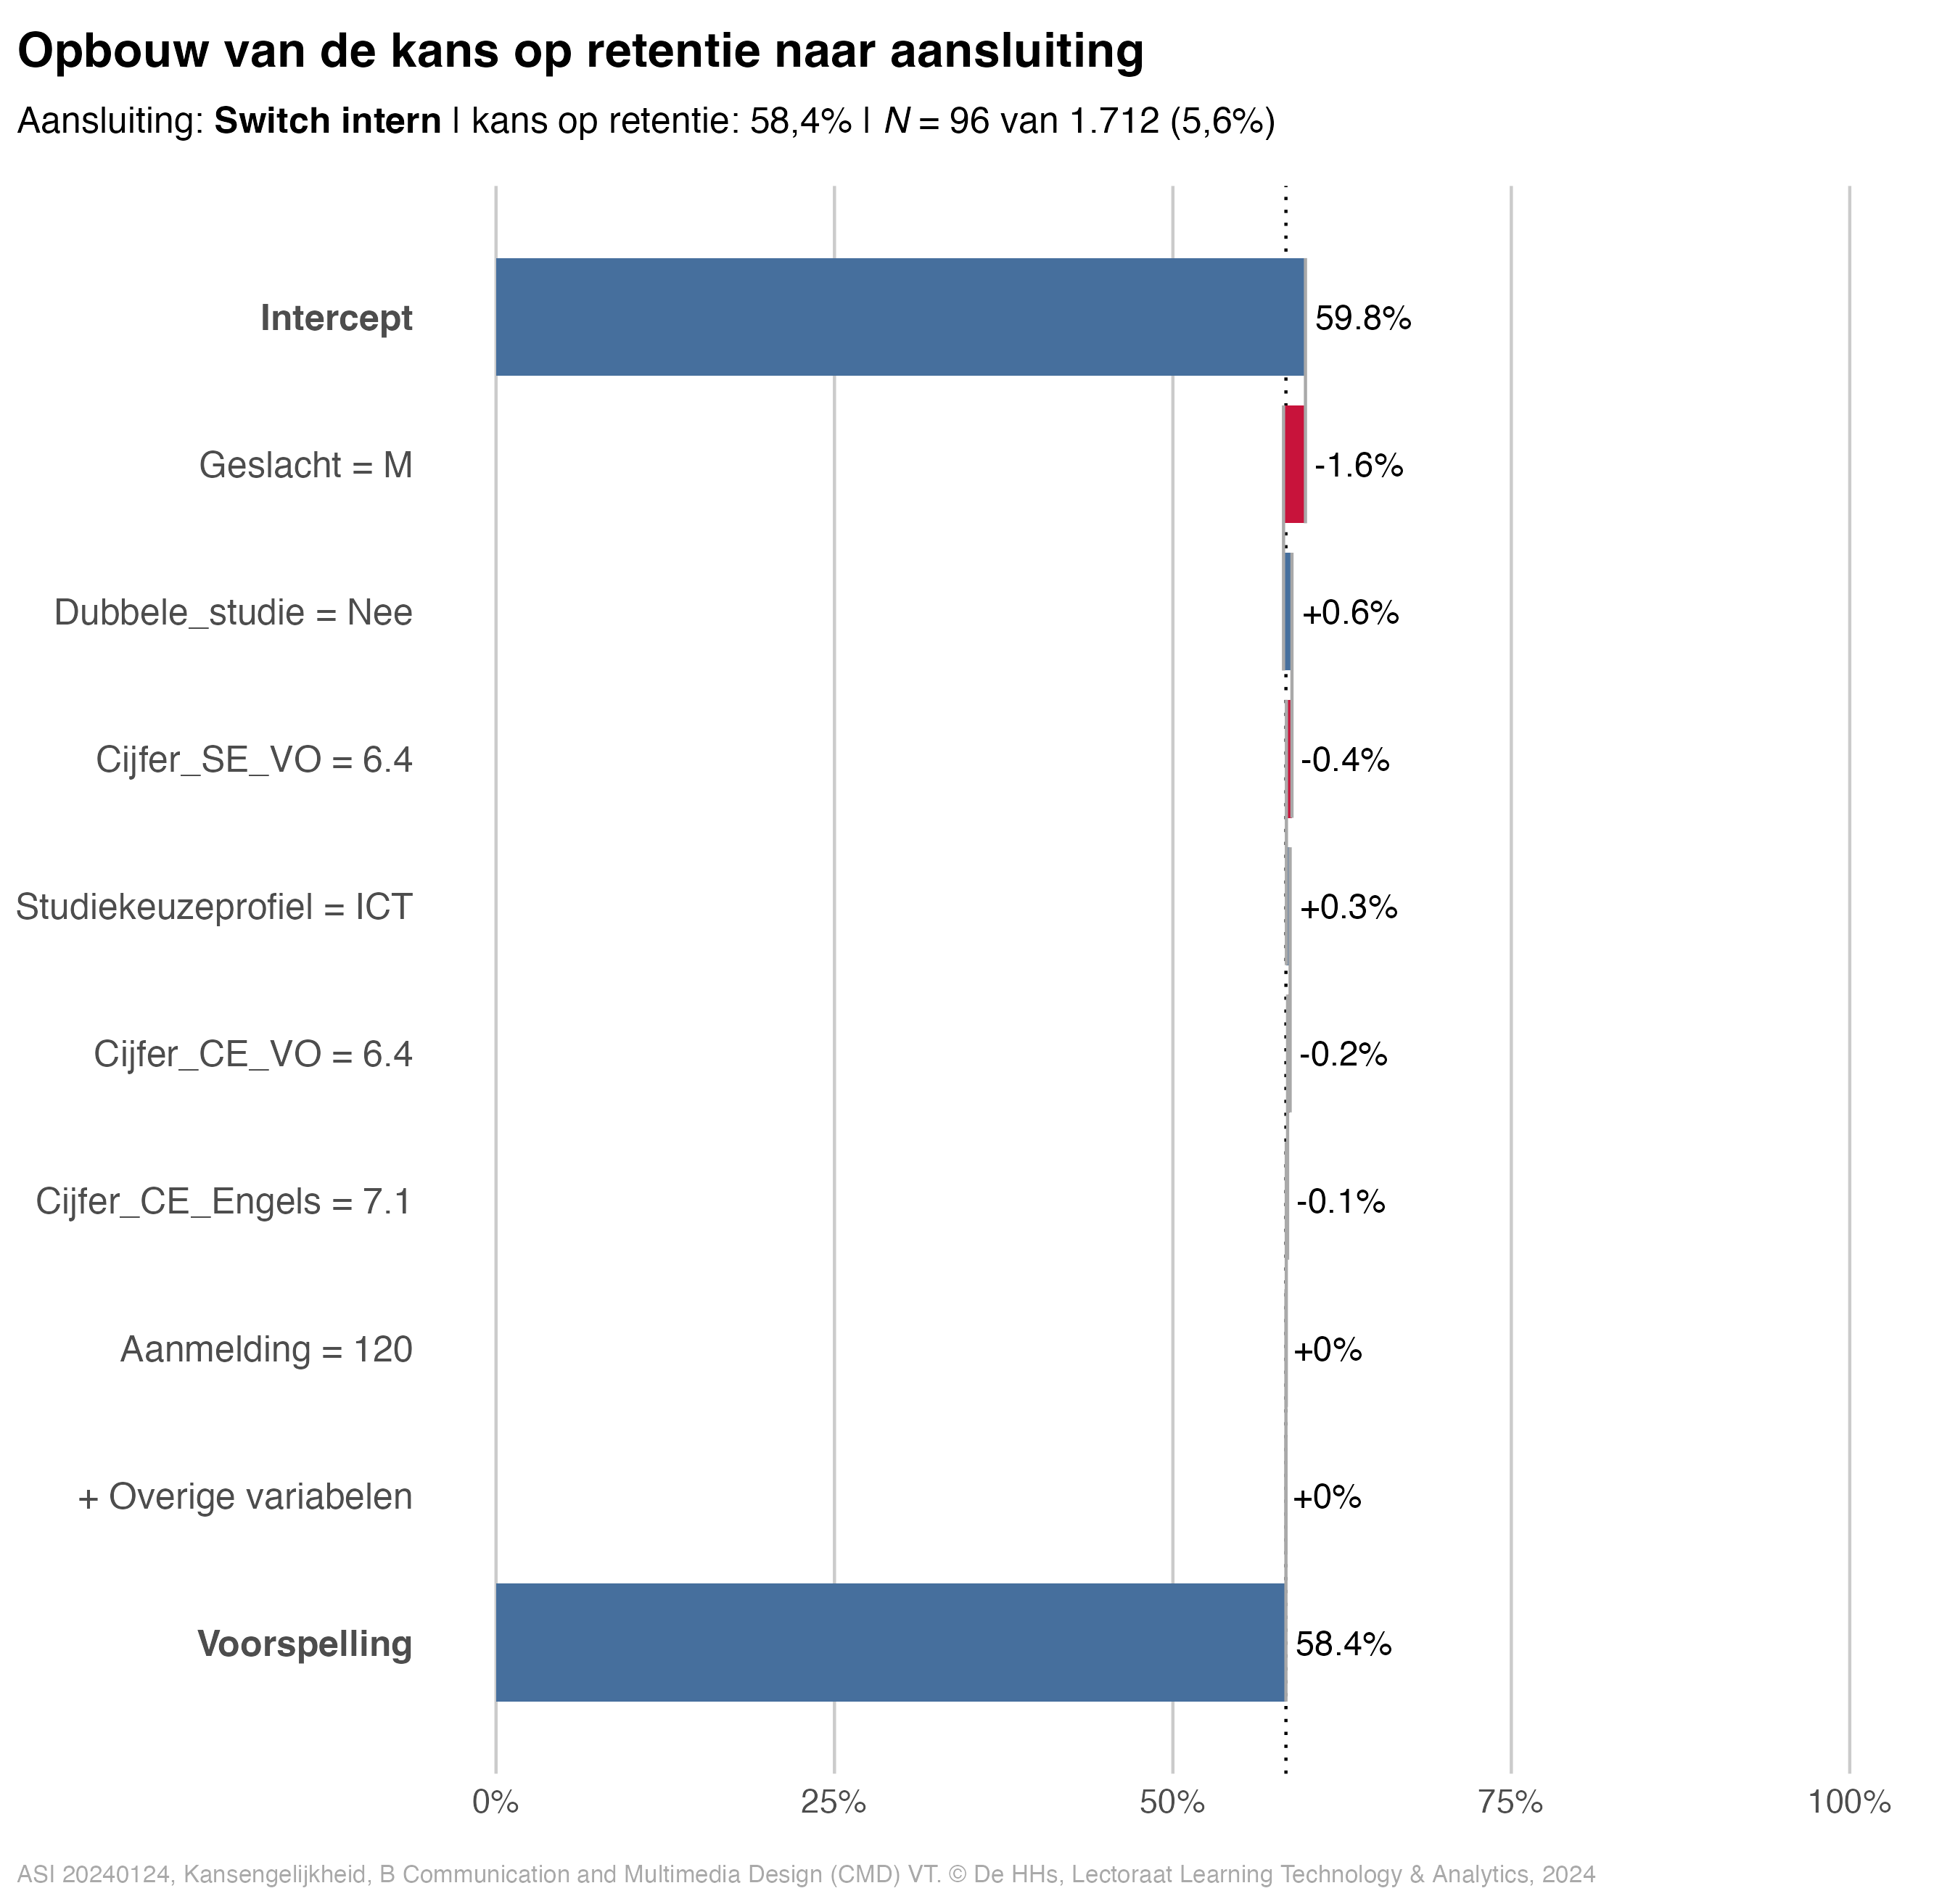 Opbouw van de kans op retentie naar aansluiting
Aansluiting: Switch intern | kans op retentie: 58,4% | N = 96 van 1.712 (5,6%)
Intercept 59.8%
Geslacht = M -1.6%
Dubbele_studie = Nee +0.6%
Cijfer_SE_VO = 6.4 -0.4%
Studiekeuzeprofiel = ICT +0.3%
Cijfer_CE_VO = 6.4 -0.2%
Cijfer_CE_Engels = 7.1 -0.1%
Aanmelding = 120 +0%
+ Overige variabelen +0%
Voorspelling 58.4%
0% 25% 50% 75% 100%
ASI 20240124, Kansengelijkheid, B Communication and Multimedia Design (CMD) VT. © De HHs, Lectoraat Learning Technology & Analytics, 2024